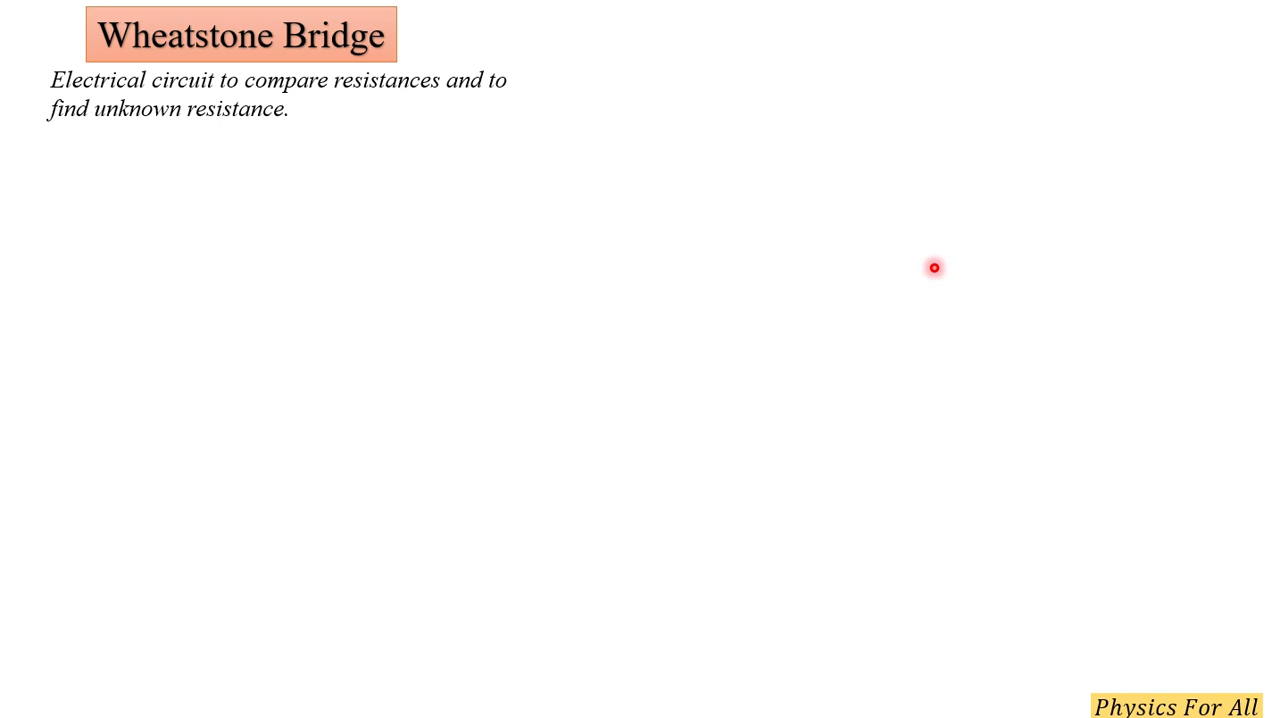 Wheatstone Bridge
Electrical circuit to compare resistances and to
find unknown resistance.
Physics For All